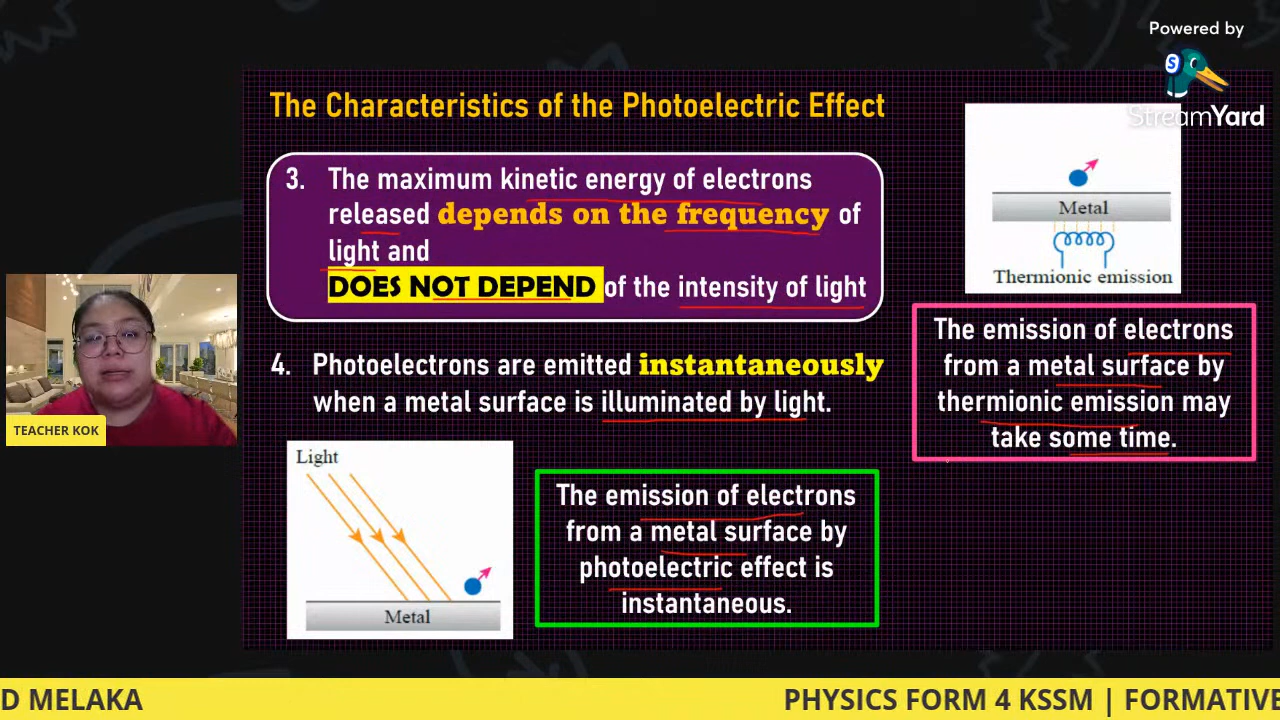 Powered by
S
StreamYard
The Characteristics of the Photoelectric Effect
3. The maximum kinetic energy of electrons
released depends on the frequency of
light and
DOES NOT DEPEND of the intensity of light
Metal
Thermionic emission
The emission of electrons
from a metal surface by
thermionic emission may
take some time.
4. Photoelectrons are emitted instantaneously
when a metal surface is illuminated by light.
TEACHER KOK
Light
Metal
The emission of electrons
from a metal surface by
photoelectric effect is
instantaneous.
D MELAKA
PHYSICS FORM 4 KSSM | FORMATIVE